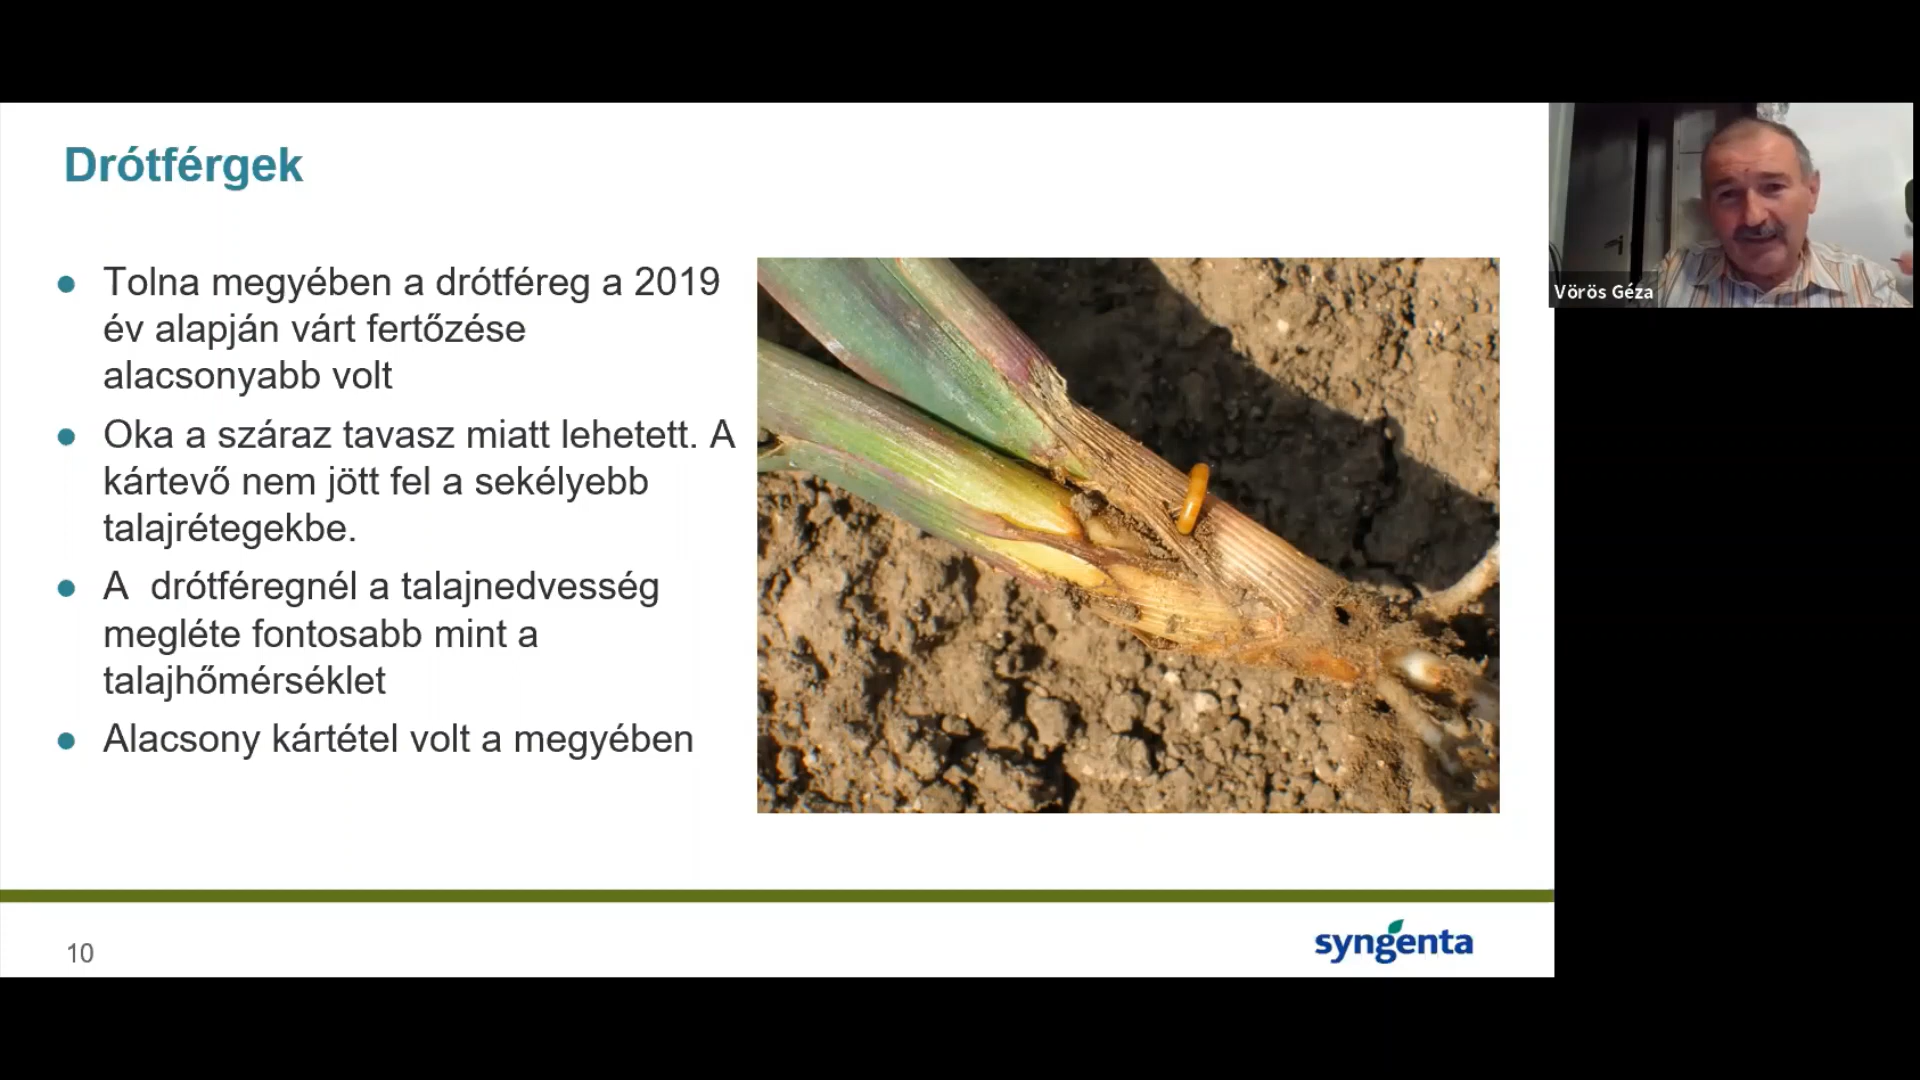 Drótférgek
Tolna megyében a drótféreg a 2019
év alapján várt fertőzése
alacsonyabb volt
Oka a száraz tavasz miatt lehetett. A
kártevő nem jött fel a sekélyebb
talajrétegekbe.
A drótféregnél a talajnedvesség
megléte fontosabb mint a
talajhőmérséklet
Alacsony kártétel volt a megyében
10
syngenta
Vörös Géza